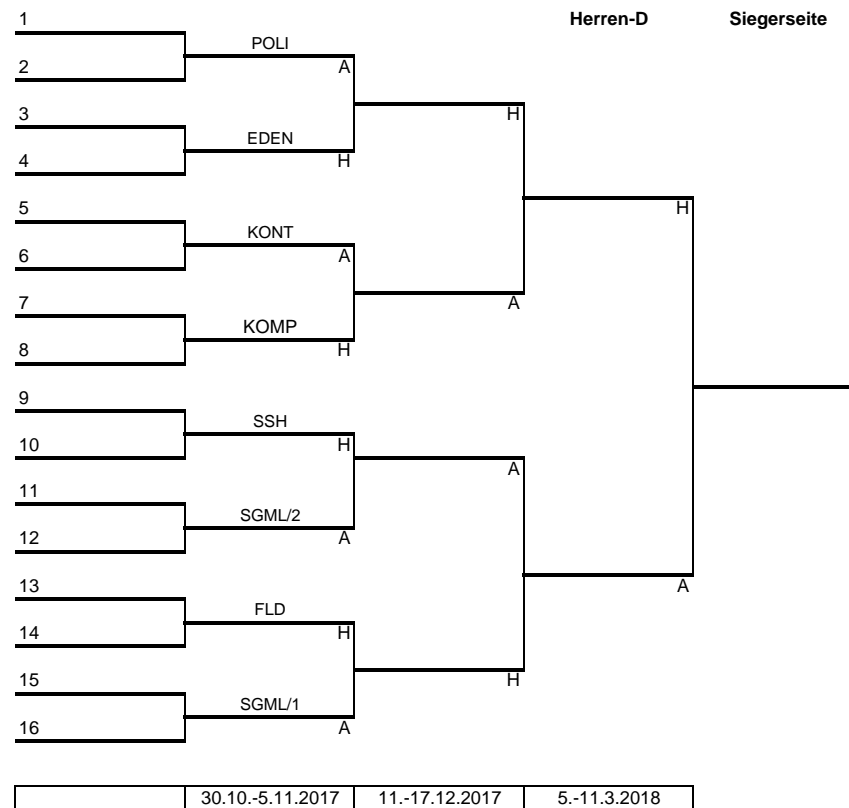 1
Herren-D Siegerseite
POLI
2 A
3 H
EDEN
4 H
5 H
KONT
6 A
7 A
KOMP
8 H
9
SSH
10 H A
11
SGML/2
12 A
13 A
FLD
14 H
15 H
SGML/1
16 A
30.10.-5.11.2017 11.-17.12.2017 5.-11.3.2018